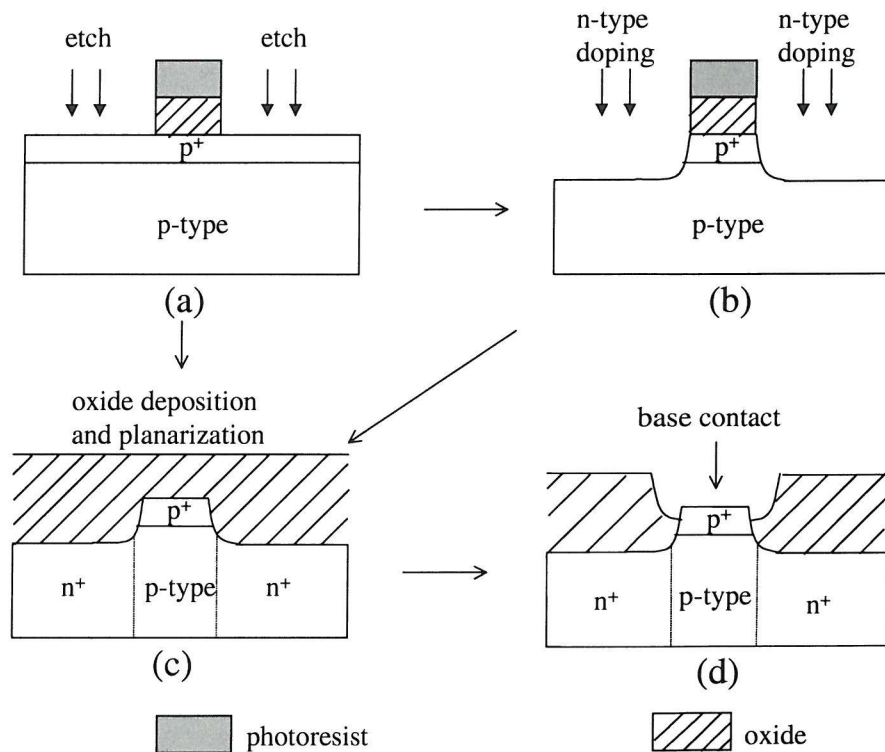 etch
etch
p+
p-type
(a)
n-type
doping
n-type
doping
p+
p-type
(b)
oxide deposition
and planarization
p+
n+
p-type
n+
(c)
base contact
p+
n+
p-type
n+
(d)
photoresist
oxide